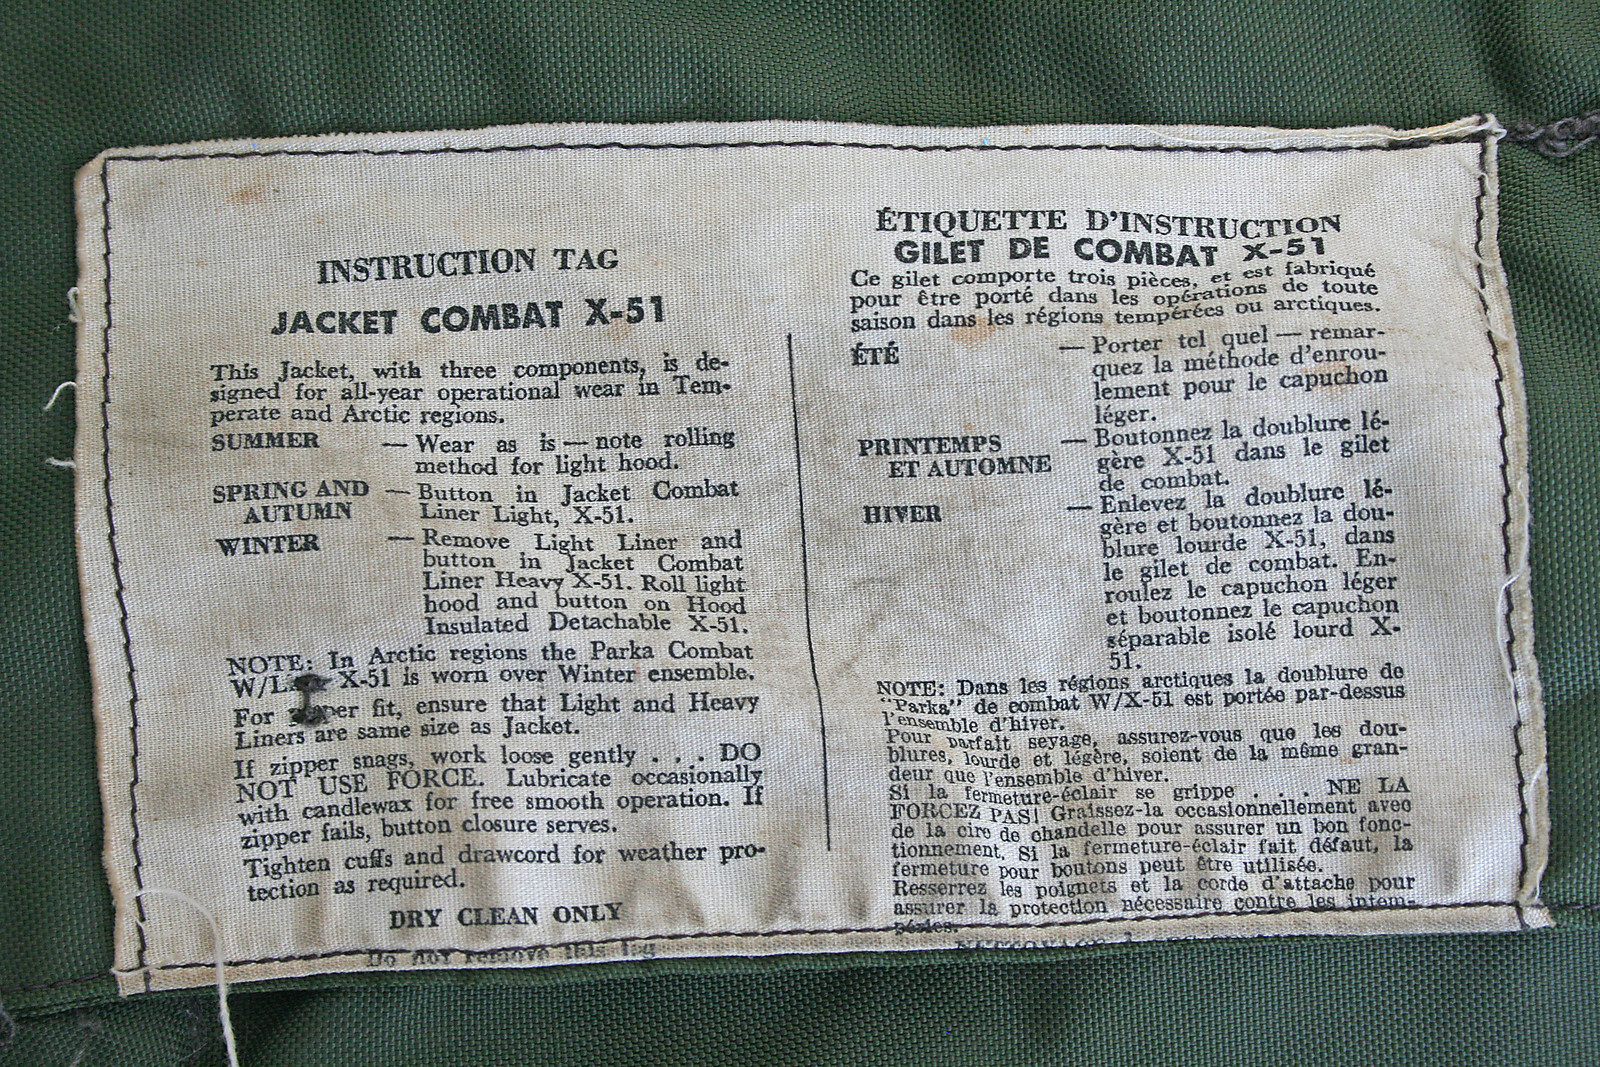 INSTRUCTION TAG
JACKET COMBAT X-51
This Jacket, with three components, is de-
signed for all-year operational wear in Tem-
perate and Arctic regions.
SUMMER — Wear as is — note rolling
method for light hood.
SPRING AND — Button in Jacket Combat
AUTUMN Liner Light, X-51.
WINTER — Remove Light Liner and
button in Jacket Combat
Liner Heavy X-51. Roll light
hood and button on Hood
Insulated Detachable X-51.
NOTE: In Arctic regions the Parka Combat
X-51 is worn over Winter ensemble.
For fit, ensure that Light and Heavy
Liners are same size as Jacket.
If zipper snags, work loose gently . . . DO
NOT USE FORCE. Lubricate occasionally
with candlewax for free smooth operation. If
zipper fails, button closure serves.
Tighten cuffs and drawcord for weather pro-
tection as required.
DRY CLEAN ONLY
Do not remove this tag
ÉTIQUETTE D'INSTRUCTION
GILET DE COMBAT X-51
Ce gilet comporte trois pièces, et est fabriqué
pour être porté dans les opérations de toute
saison dans les régions tempérées ou arctiques.
ÉTÉ — Porter tel quel — remar-
quez la méthode d'enrou-
lement pour le capuchon
léger.
PRINTEMPS — Boutonnez la doublure lé-
ET AUTOMNE gère X-51 dans le gilet
de combat.
HIVER — Enlevez la doublure lé-
gère et boutonnez la dou-
blure lourde X-51, dans
le gilet de combat. En-
roulez le capuchon léger
et boutonnez le capuchon
séparable isolé lourd X-
51.
NOTE: Dans les régions arctiques la doublure de
"Parka" de combat W/X-51 est portée par-dessus
l'ensemble d'hiver.
Pour parfait seyage, assurez-vous que les dou-
blures, lourde et légère, soient de la même gran-
deur que l'ensemble d'hiver.
Si la fermeture-éclair se grippe . . . NE LA
FORCEZ PAS! Graissez-la occasionnellement avec
de la cire de chandelle pour assurer un bon fonc-
tionnement. Si la fermeture-éclair fait défaut, la
fermeture pour boutons peut être utilisée.
Resserrez les poignets et la corde d'attache pour
assurer la protection nécessaire contre les intem-
péries.